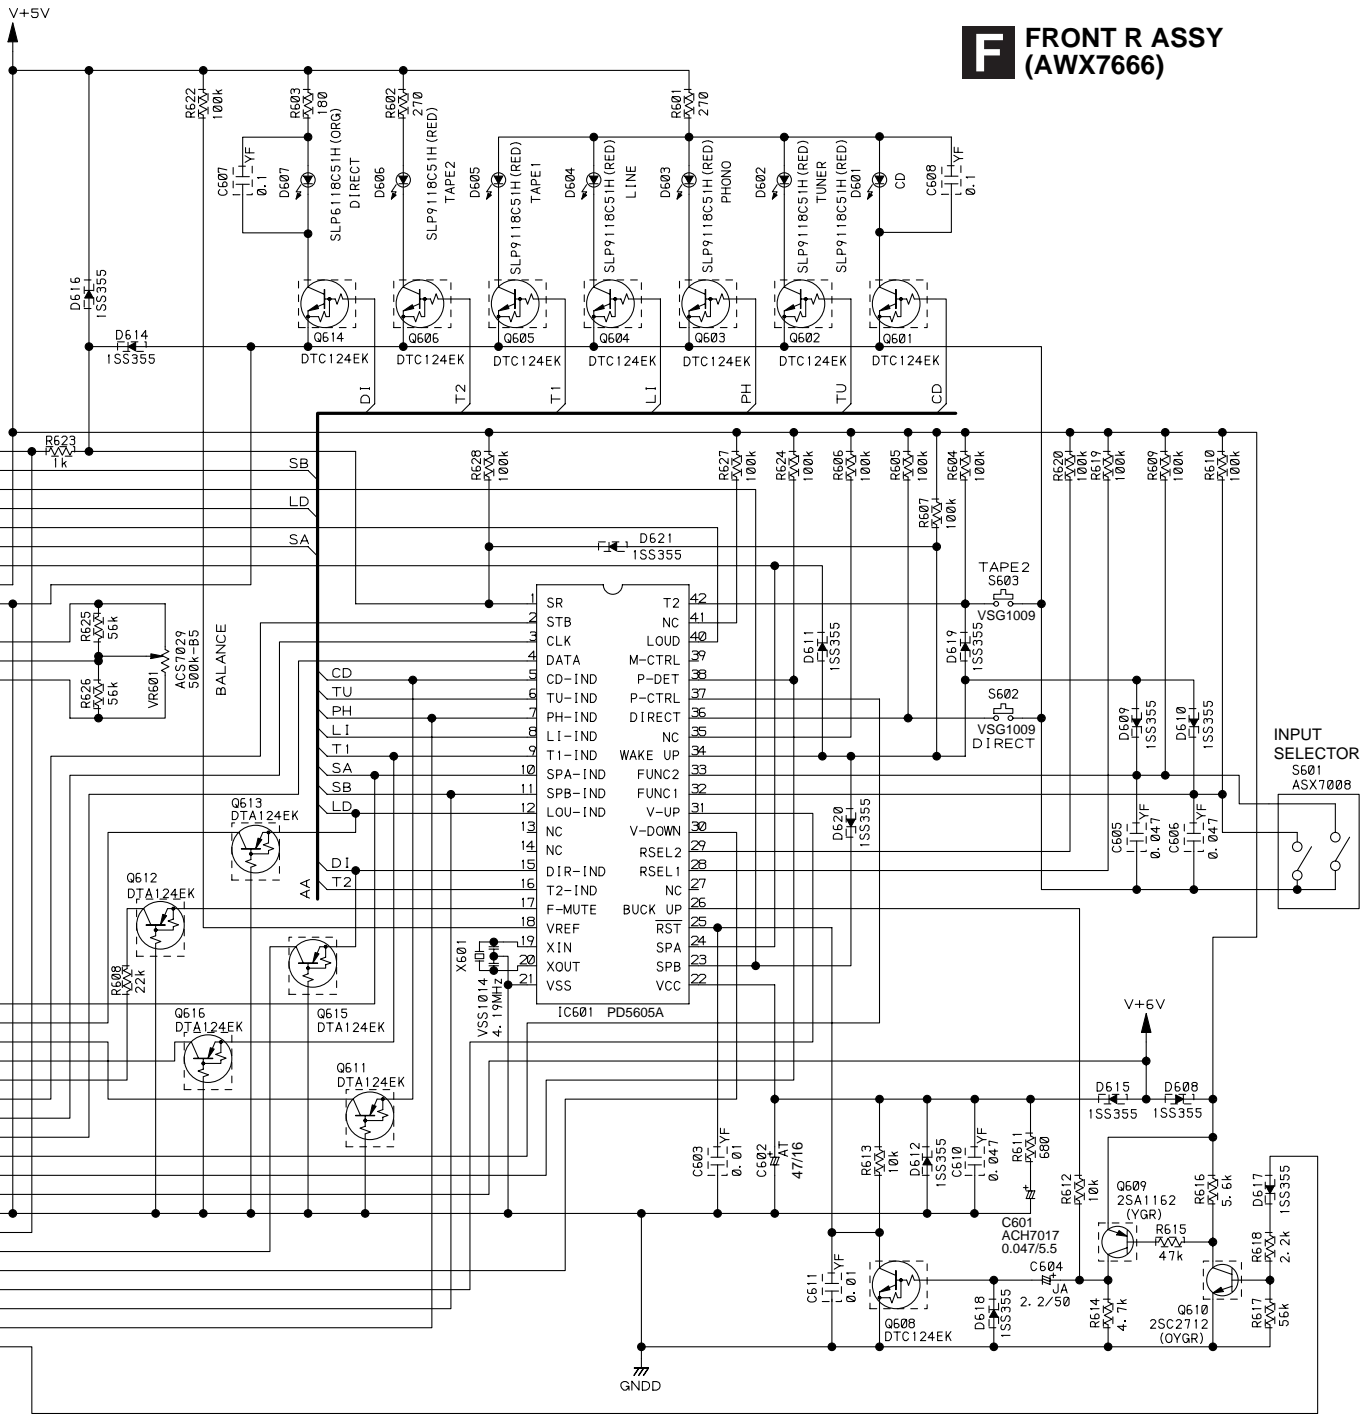 V+5V
F
FRONT R ASSY
(AWX7666)
R622
100k
R603
180
R602
270
R601
270
C607
YF
0.1
D607
SLP6118C51H(ORG)
DIRECT
D606
SLP9118C51H(RED)
TAPE2
D605
SLP9118C51H(RED)
TAPE1
D604
SLP9118C51H(RED)
LINE
D603
SLP9118C51H(RED)
PHONO
D602
SLP9118C51H(RED)
TUNER
SLP9118C51H(RED)
D601
CD
C608
YF
0.1
D616
1SS355
D614
1SS355
Q614
DTC124EK
Q606
DTC124EK
Q605
DTC124EK
Q604
DTC124EK
Q603
DTC124EK
Q602
DTC124EK
Q601
DTC124EK
DI
T2
T1
LI
PH
TU
CD
R623
1k
SB
LD
SA
R628
100k
R627
100k
R624
100k
R606
100k
R605
100k
R607
100k
R604
100k
R620
100k
R619
100k
R609
100k
R610
100k
D621
1SS355
R625
56k
R626
56k
VR601
ACS7029
500k-B5
BALANCE
TAPE2
S603
VSG1009
D611
1SS355
D619
1SS355
S602
VSG1009
DIRECT
D609
1SS355
D610
1SS355
D620
1SS355
C605
YF
0.047
C606
YF
0.047
INPUT
SELECTOR
S601
ASX7008
1 SR T2 42
2 STB NC 41
3 CLK LOUD 40
4 DATA M-CTRL 39
CD 5 CD-IND P-DET 38
TU 6 TU-IND P-CTRL 37
PH 7 PH-IND DIRECT 36
LI 8 LI-IND NC 35
T1 9 T1-IND WAKE UP 34
SA 10 SPA-IND FUNC2 33
SB 11 SPB-IND FUNC1 32
LD 12 LOU-IND V-UP 31
13 NC V-DOWN 30
14 NC RSEL2 29
DI 15 DIR-IND RSEL1 28
T2 16 T2-IND NC 27
17 F-MUTE BUCK UP 26
18 VREF RST 25
19 XIN SPA 24
20 XOUT SPB 23
21 VSS VCC 22
IC601 PD5605A
AA
X601
VSS1014
4.19MHz
Q613
DTA124EK
Q612
DTA124EK
R608
22k
Q616
DTA124EK
Q615
DTA124EK
Q611
DTA124EK
V+6V
D615
1SS355
D608
1SS355
C603
YF
0.01
C602
AT
47/16
R613
10k
D612
1SS355
C610
YF
0.047
R611
680
C601
ACH7017
0.047/5.5
R612
10k
Q609
2SA1162
(YGR)
R615
47k
R616
5.6k
D617
1SS355
R618
2.2k
C611
YF
0.01
Q608
DTC124EK
D618
1SS355
C604
JA
2.2/50
R614
4.7k
Q610
2SC2712
(OYGR)
R617
56k
GNDD